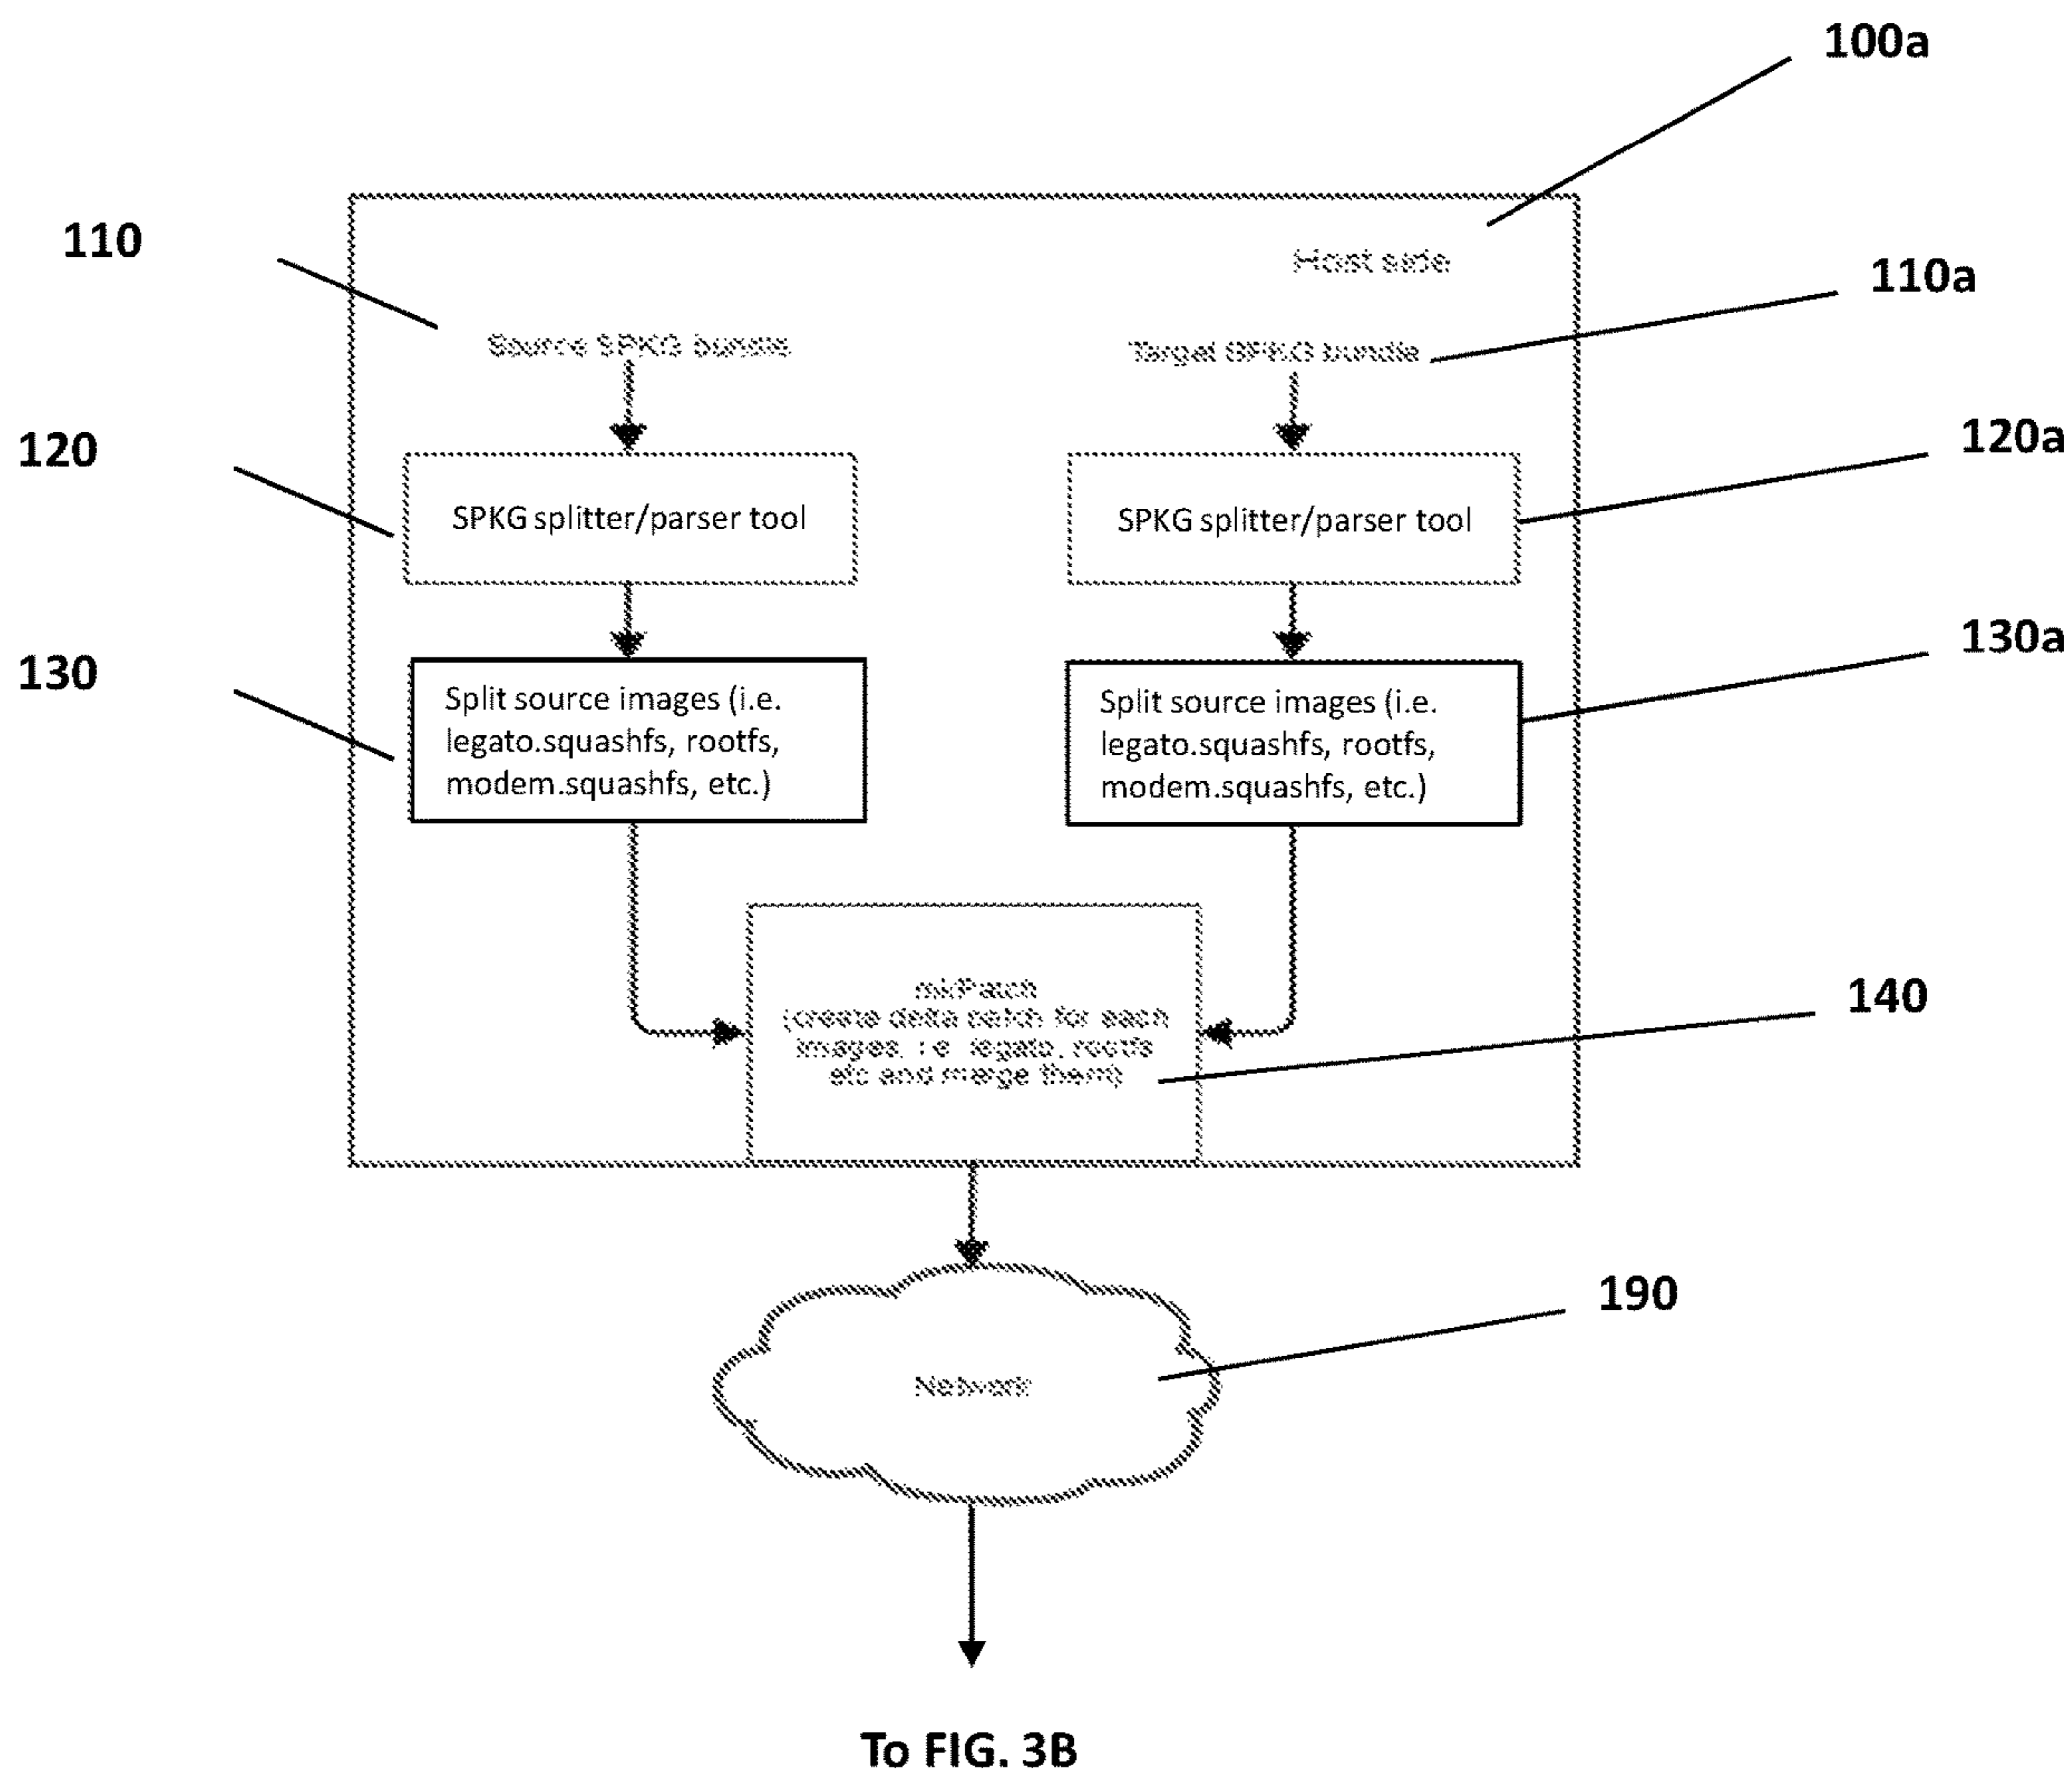 100a
110
Host side
110a
Source SPKG bundle
Target SPKG bundle
120
120a
SPKG splitter/parser tool
SPKG splitter/parser tool
130
130a
Split source images (i.e.
legato.squashfs, rootfs,
modem.squashfs, etc.)
Split source images (i.e.
legato.squashfs, rootfs,
modem.squashfs, etc.)
mkPatch
(create delta patch for each
images, i.e. legato, rootfs
etc and merge them)
140
190
Network
To FIG. 3B